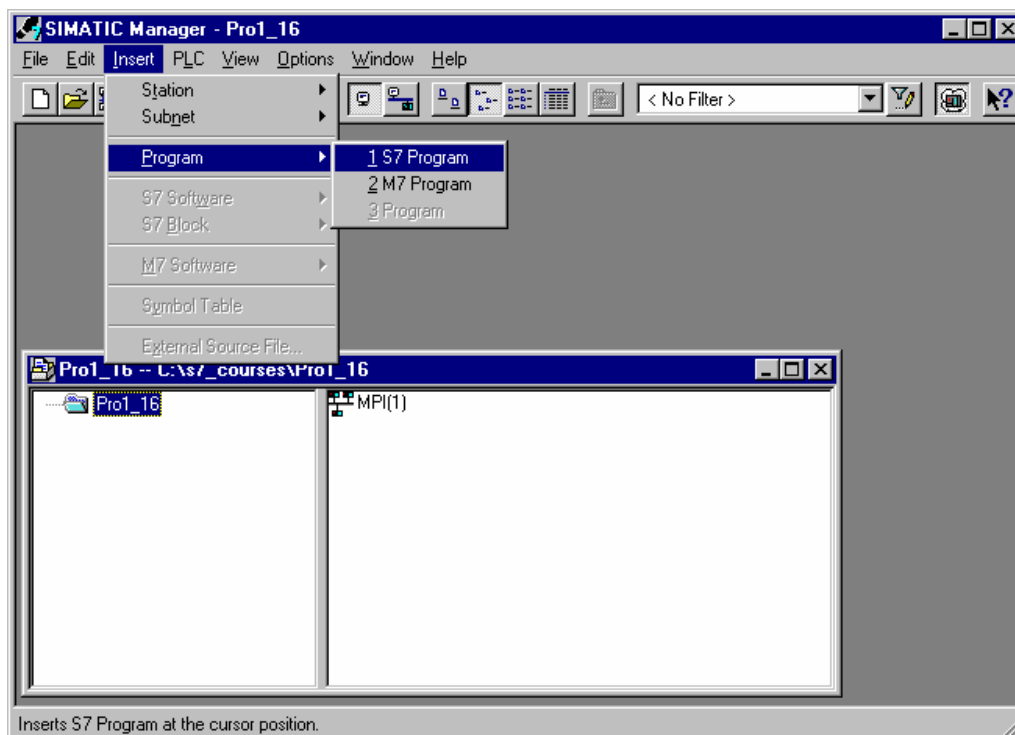 SIMATIC Manager - Pro1_16
File Edit Insert PLC View Options Window Help
< No Filter >
Station
Subnet
Program
S7 Software
S7 Block
M7 Software
Symbol Table
External Source File...
1 S7 Program
2 M7 Program
3 Program
Pro1_16 -- C:\s7_courses\Pro1_16
Pro1_16
MPI(1)
Inserts S7 Program at the cursor position.